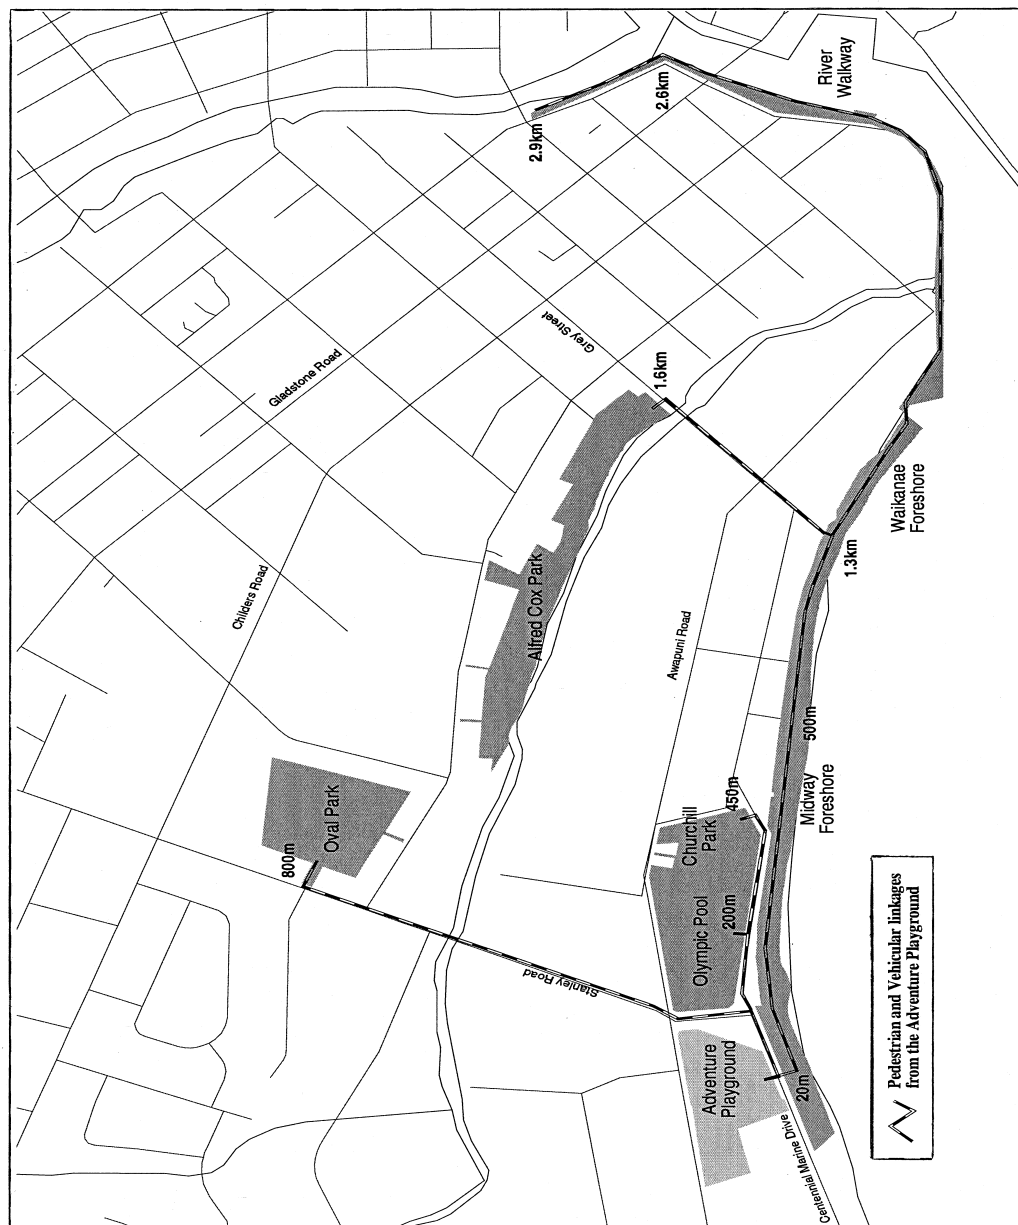 River
Walkway
2.6km
2.9km
Grey Street
Gladstone Road
1.6km
Waikanae
Foreshore
1.3km
Childers Road
Alfred Cox Park
Awapuni Road
500m
Midway
Foreshore
450m
Churchill
Park
Oval Park
800m
200m
Olympic Pool
Stanley Road
Adventure
Playground
20m
Centennial Marine Drive
Pedestrian and Vehicular linkages
from the Adventure Playground